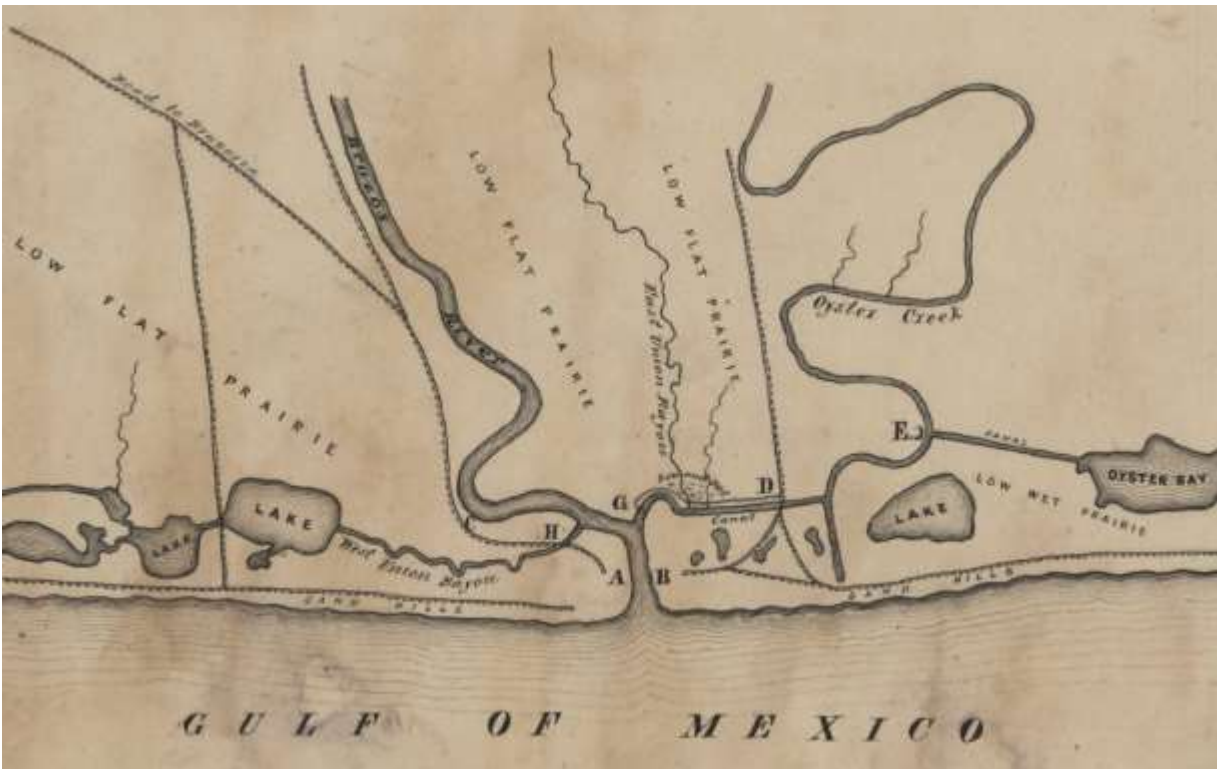 Road to Brazoria
Brazos
River
LOW FLAT PRAIRIE
LOW FLAT PRAIRIE
LOW FLAT PRAIRIE
East Union Bayou
Oyster Creek
E
CANAL
OYSTER BAY
LOW WET PRAIRIE
LAKE
D
G
Canal
H
C
LAKE
LAKE
West Union Bayou
A
B
SAND HILLS
SAND HILLS
GULF OF MEXICO